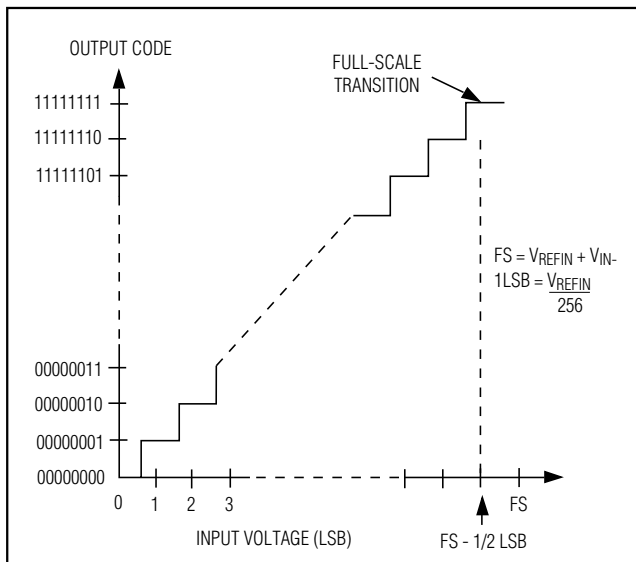 OUTPUT CODE
FULL-SCALE
TRANSITION
11111111
11111110
11111101
FS = VREFIN + VIN-
1LSB = VREFIN
256
00000011
00000010
00000001
00000000
0
1
2
3
FS
INPUT VOLTAGE (LSB)
FS - 1/2 LSB